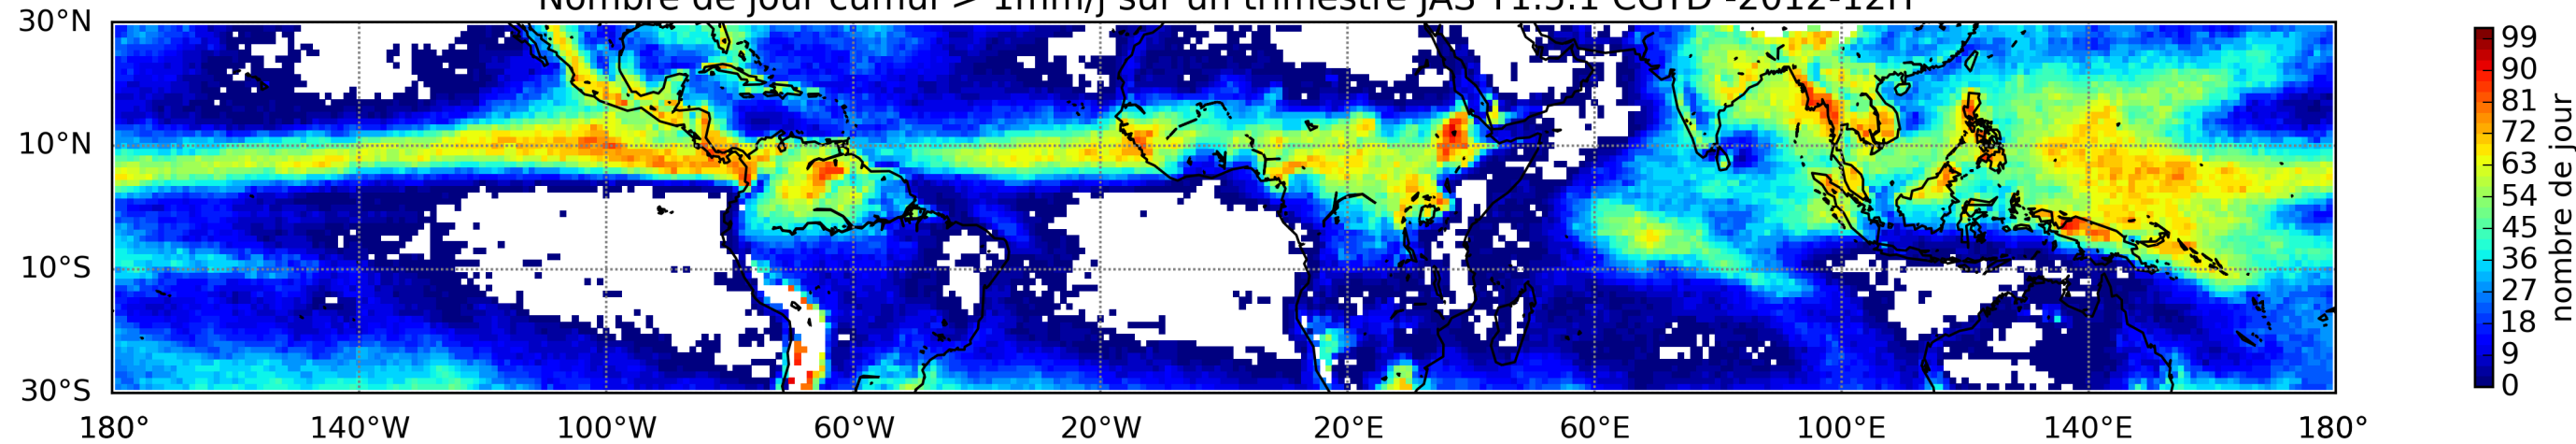 Nombre de jour cumul > 1mm/j sur un trimestre JAS T1.5.1 CGTD -2012-12H
30°N
10°N
10°S
30°S
180° 140°W 100°W 60°W 20°W 20°E 60°E 100°E 140°E 180°
99
90
81
72
63
54
45
36
27
18
9
0
nombre de jour